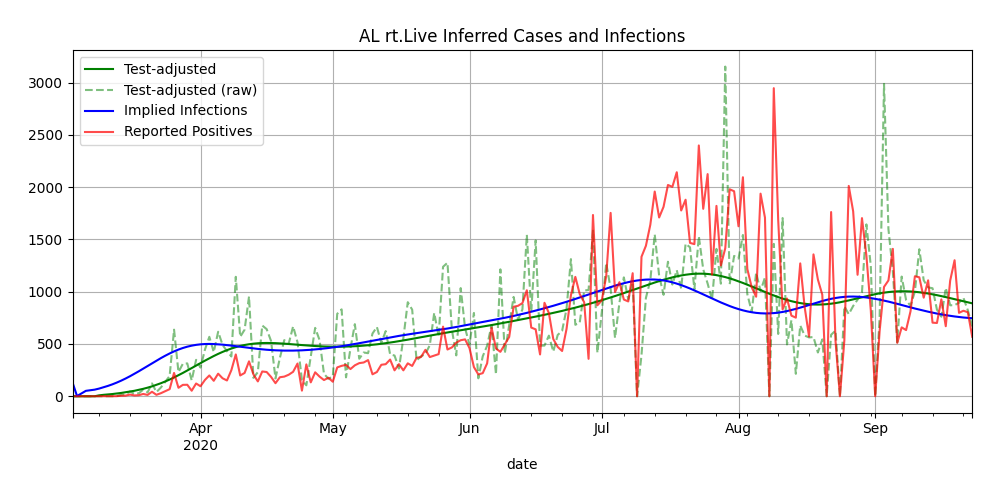 AL rt.Live Inferred Cases and Infections
Test-adjusted
Test-adjusted (raw)
Implied Infections
Reported Positives
3000
2500
2000
1500
1000
500
0
Apr
2020
May
Jun
Jul
Aug
Sep
date